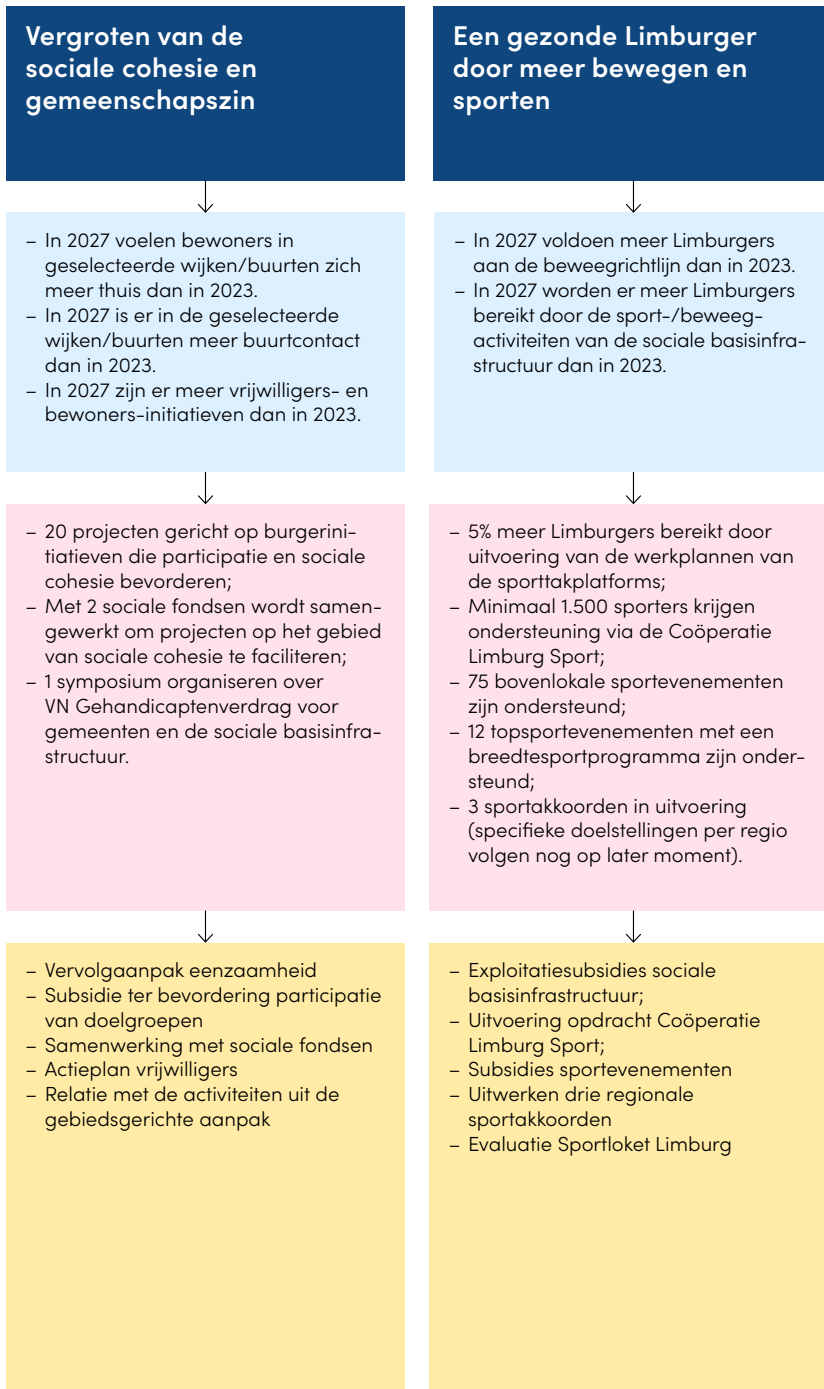 Vergroten van de
sociale cohesie en
gemeenschapszin
– In 2027 voelen bewoners in
geselecteerde wijken/buurten zich
meer thuis dan in 2023.
– In 2027 is er in de geselecteerde
wijken/buurten meer buurtcontact
dan in 2023.
– In 2027 zijn er meer vrijwilligers- en
bewoners-initiatieven dan in 2023.
– 20 projecten gericht op burgerini-
tiatieven die participatie en sociale
cohesie bevorderen;
– Met 2 sociale fondsen wordt samen-
gewerkt om projecten op het gebied
van sociale cohesie te faciliteren;
– 1 symposium organiseren over
VN Gehandicaptenverdrag voor
gemeenten en de sociale basisinfra-
structuur.
– Vervolgaanpak eenzaamheid
– Subsidie ter bevordering participatie
van doelgroepen
– Samenwerking met sociale fondsen
– Actieplan vrijwilligers
– Relatie met de activiteiten uit de
gebiedsgerichte aanpak
Een gezonde Limburger
door meer bewegen en
sporten
– In 2027 voldoen meer Limburgers
aan de beweegrichtlijn dan in 2023.
– In 2027 worden er meer Limburgers
bereikt door de sport-/beweeg-
activiteiten van de sociale basisinfra-
structuur dan in 2023.
– 5% meer Limburgers bereikt door
uitvoering van de werkplannen van
de sporttakplatforms;
– Minimaal 1.500 sporters krijgen
ondersteuning via de Coöperatie
Limburg Sport;
– 75 bovenlokale sportevenementen
zijn ondersteund;
– 12 topsportevenementen met een
breedtesportprogramma zijn onder-
steund;
– 3 sportakkoorden in uitvoering
(specifieke doelstellingen per regio
volgen nog op later moment).
– Exploitatiesubsidies sociale
basisinfrastructuur;
– Uitvoering opdracht Coöperatie
Limburg Sport;
– Subsidies sportevenementen
– Uitwerken drie regionale
sportakkoorden
– Evaluatie Sportloket Limburg